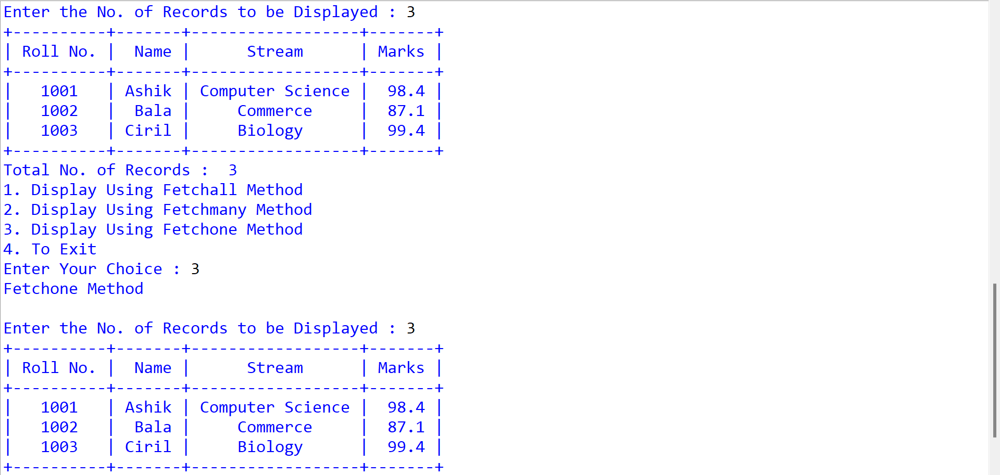 Enter the No. of Records to be Displayed : 3
+----------+-------+------------------+-------+
| Roll No. |  Name |      Stream      | Marks |
+----------+-------+------------------+-------+
|   1001   | Ashik | Computer Science |  98.4 |
|   1002   |  Bala |     Commerce     |  87.1 |
|   1003   | Ciril |     Biology      |  99.4 |
+----------+-------+------------------+-------+
Total No. of Records :  3
1. Display Using Fetchall Method
2. Display Using Fetchmany Method
3. Display Using Fetchone Method
4. To Exit
Enter Your Choice : 3
Fetchone Method

Enter the No. of Records to be Displayed : 3
+----------+-------+------------------+-------+
| Roll No. |  Name |      Stream      | Marks |
+----------+-------+------------------+-------+
|   1001   | Ashik | Computer Science |  98.4 |
|   1002   |  Bala |     Commerce     |  87.1 |
|   1003   | Ciril |     Biology      |  99.4 |
+----------+-------+------------------+-------+